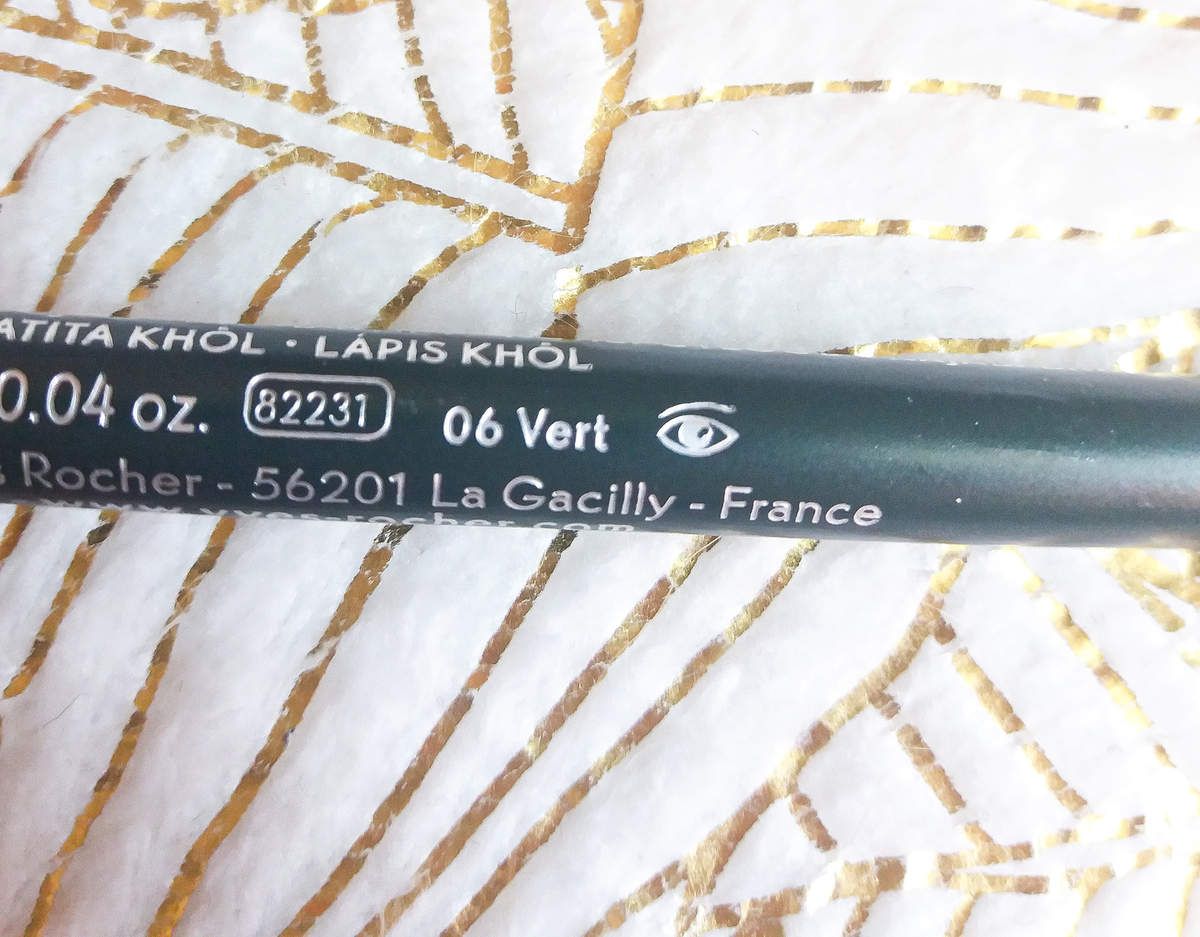 ATITA KHÔL • LÁPIS KHÔL
0.04 oz. 82231 06 Vert
Rocher - 56201 La Gacilly - France